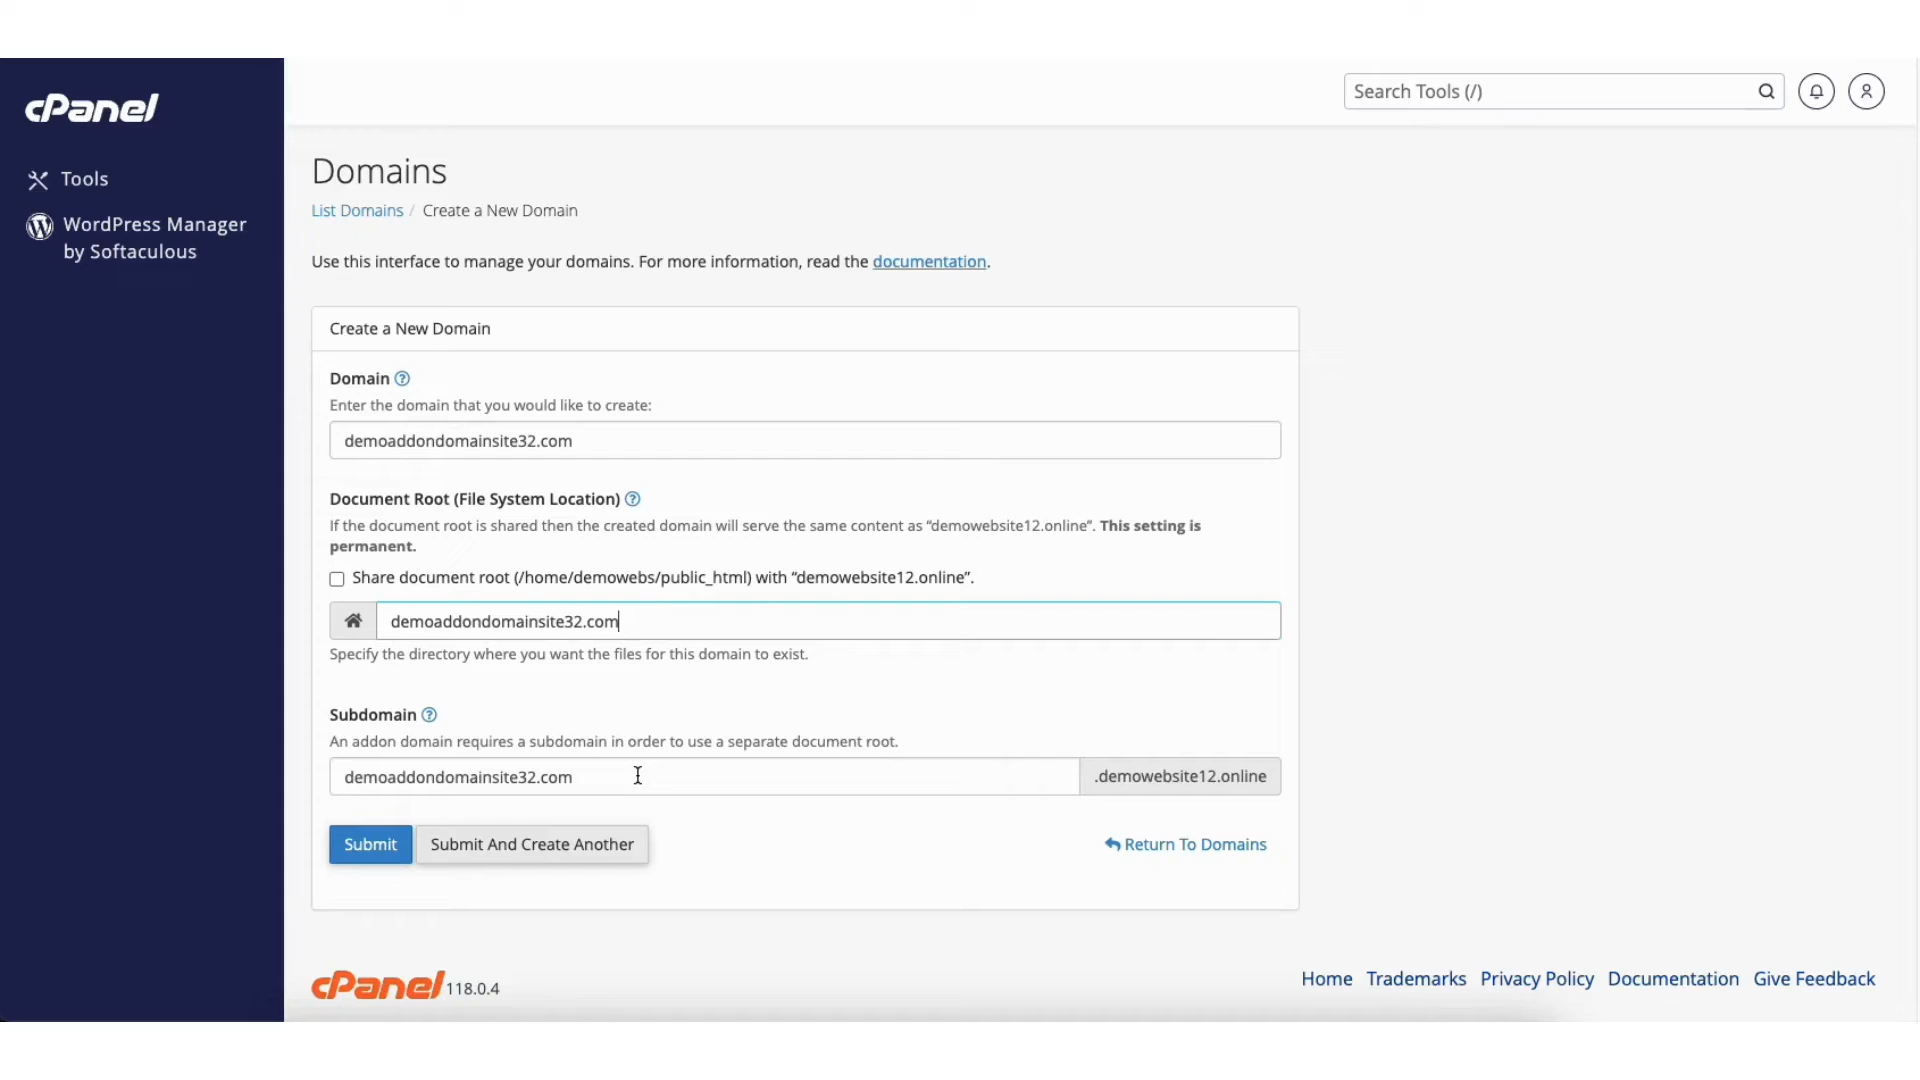 cPanel
Search Tools (/)
Tools
WordPress Manager
by Softaculous
Domains
List Domains / Create a New Domain
Use this interface to manage your domains. For more information, read the documentation.
Create a New Domain
Domain
Enter the domain that you would like to create:
demoaddondomainsite32.com
Document Root (File System Location)
If the document root is shared then the created domain will serve the same content as “demowebsite12.online”. This setting is
permanent.
Share document root (/home/demowebs/public_html) with “demowebsite12.online”.
demoaddondomainsite32.com
Specify the directory where you want the files for this domain to exist.
Subdomain
An addon domain requires a subdomain in order to use a separate document root.
demoaddondomainsite32.com .demowebsite12.online
Submit Submit And Create Another Return To Domains
cPanel 118.0.4 Home Trademarks Privacy Policy Documentation Give Feedback